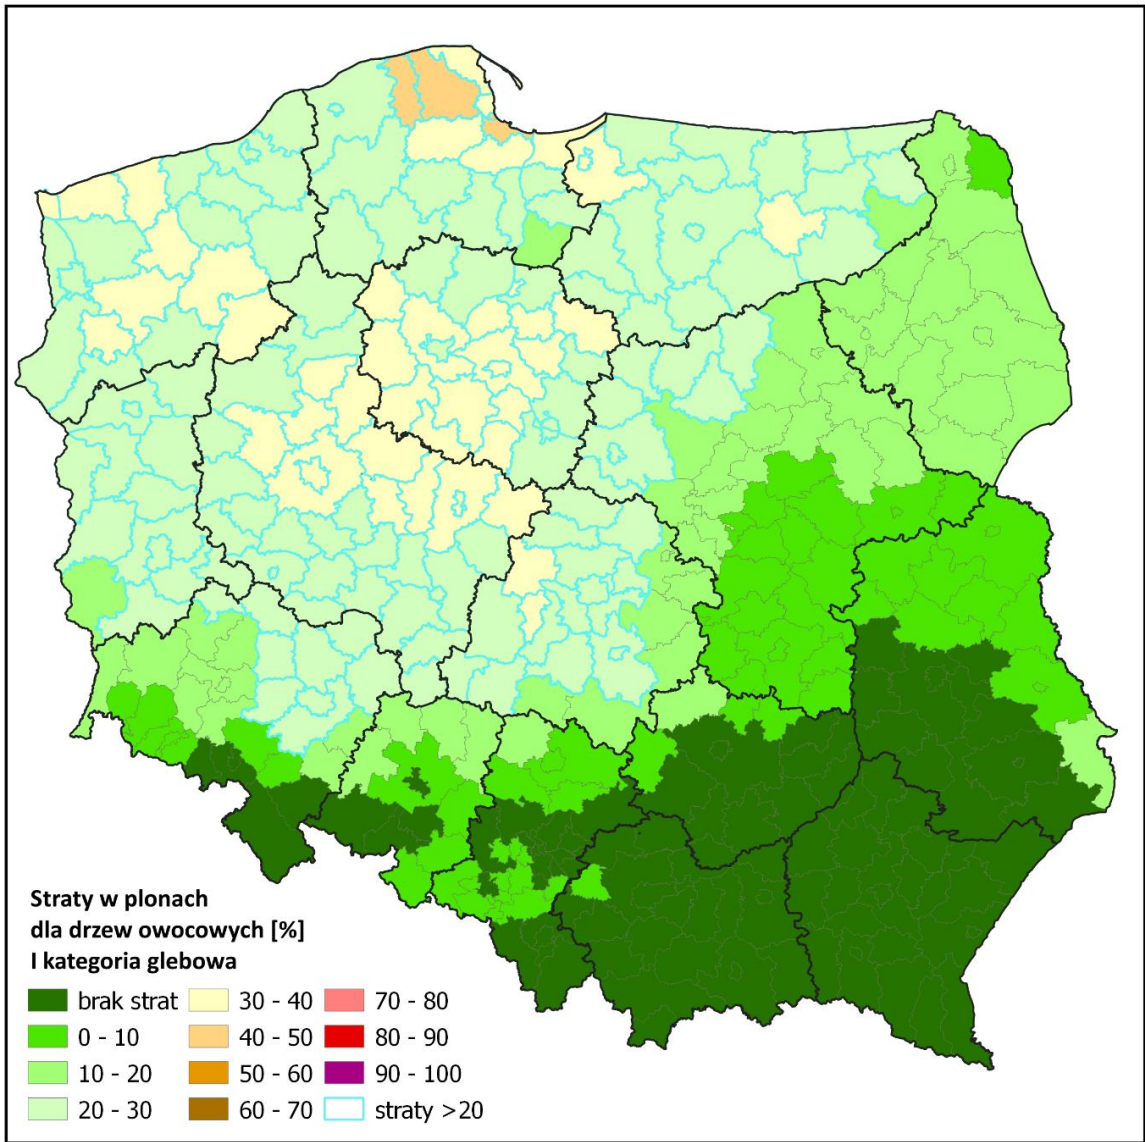 Straty w plonach
dla drzew owocowych [%]
I kategoria glebowa
brak strat
0 - 10
10 - 20
20 - 30
30 - 40
40 - 50
50 - 60
60 - 70
70 - 80
80 - 90
90 - 100
straty >20